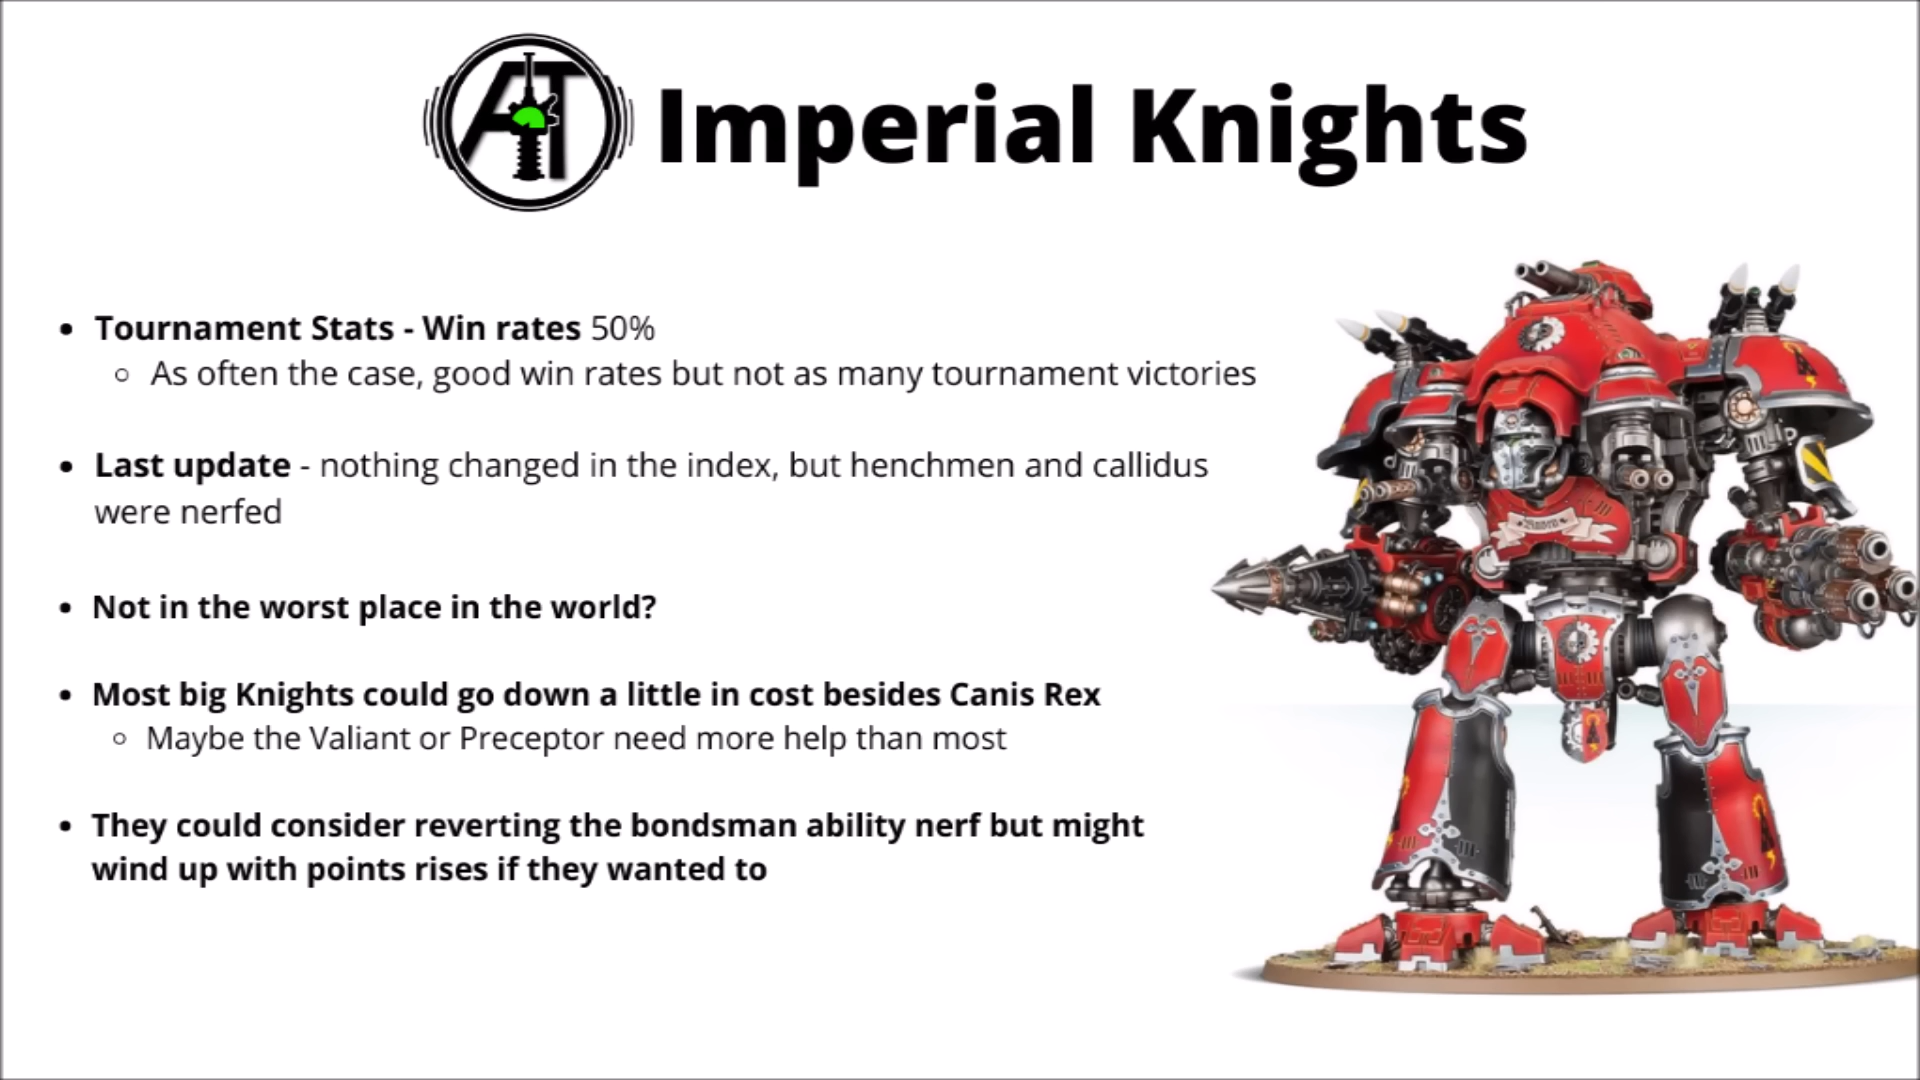 AT
Imperial Knights
• Tournament Stats - Win rates 50%
○ As often the case, good win rates but not as many tournament victories
• Last update - nothing changed in the index, but henchmen and callidus
were nerfed
• Not in the worst place in the world?
• Most big Knights could go down a little in cost besides Canis Rex
○ Maybe the Valiant or Preceptor need more help than most
• They could consider reverting the bondsman ability nerf but might
wind up with points rises if they wanted to